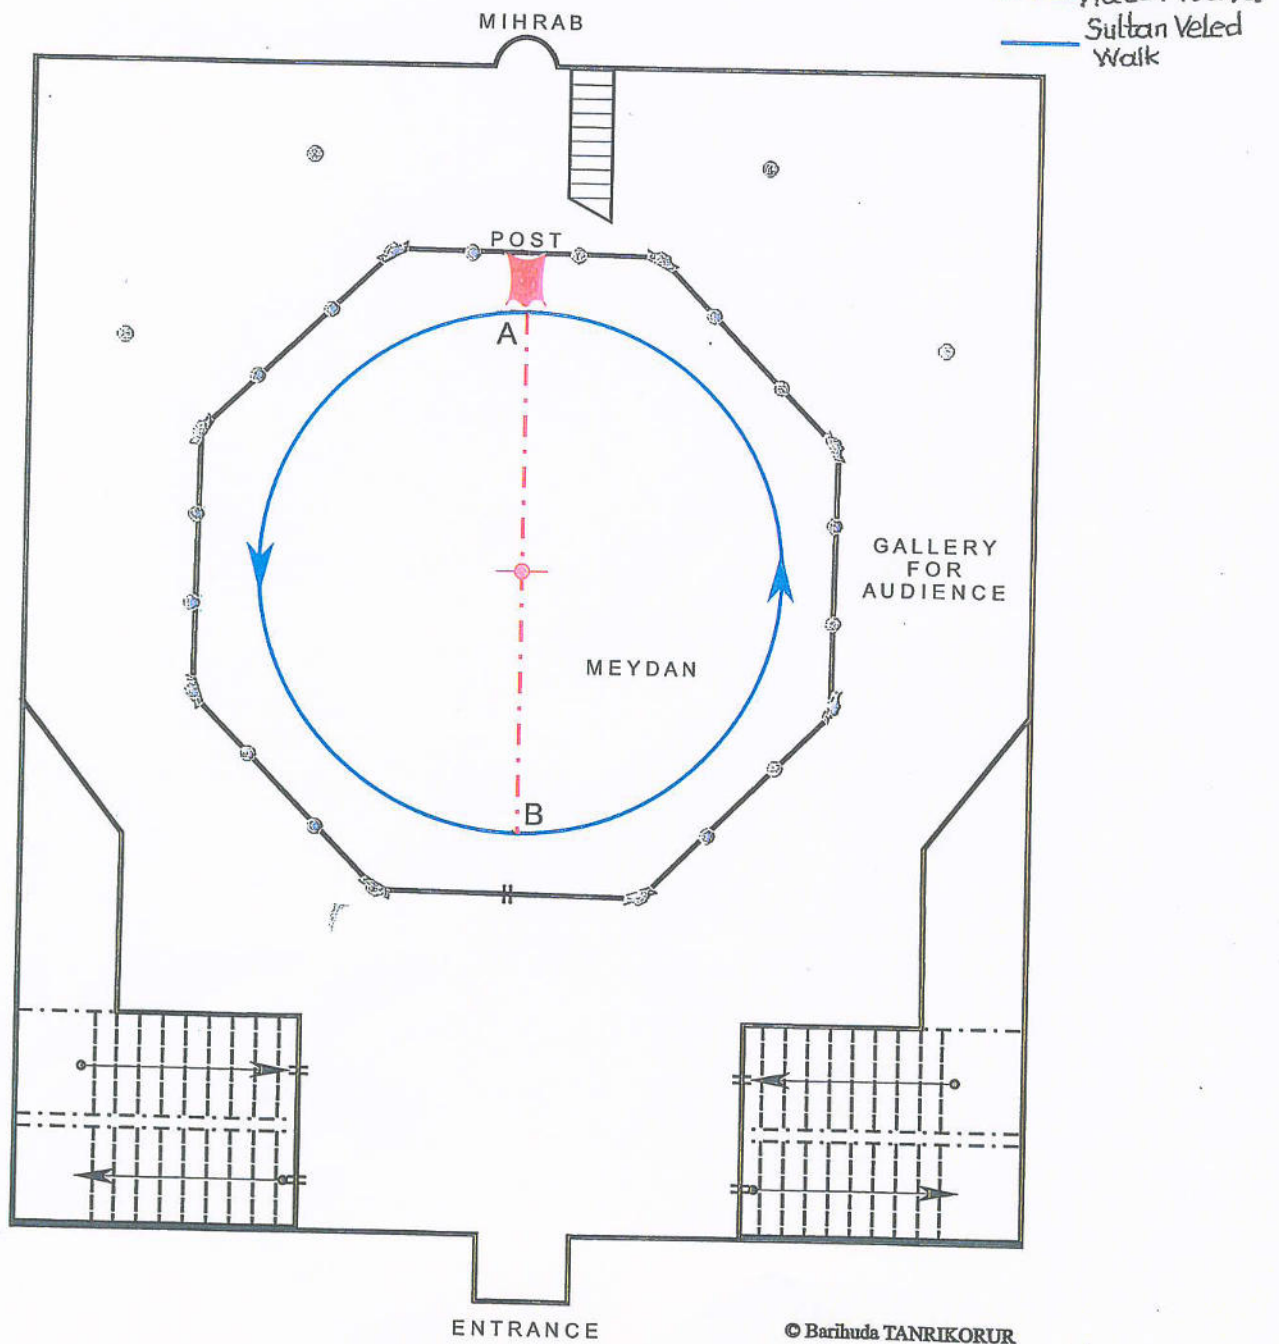 MIHRAB
Sultan Veled
Walk
POST
A
GALLERY
FOR
AUDIENCE
MEYDAN
B
ENTRANCE
© Barihuda TANRIKORUR